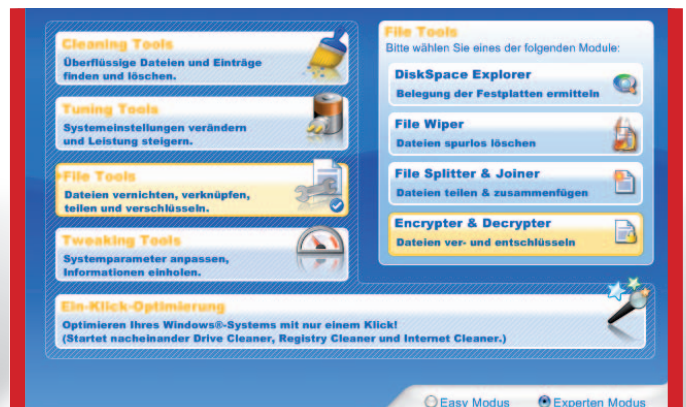 Cleaning Tools
Überflüssige Dateien und Einträge
finden und löschen.
Tuning Tools
Systemeinstellungen verändern
und Leistung steigern.
File Tools
Dateien vernichten, verknüpfen,
teilen und verschlüsseln.
Tweaking Tools
Systemparameter anpassen,
Informationen einholen.
Ein-Klick-Optimierung
Optimieren Ihres Windows®-Systems mit nur einem Klick!
(Startet nacheinander Drive Cleaner, Registry Cleaner und Internet Cleaner.)
File Tools
Bitte wählen Sie eines der folgenden Module:
DiskSpace Explorer
Belegung der Festplatten ermitteln
File Wiper
Dateien spurlos löschen
File Splitter & Joiner
Dateien teilen & zusammenfügen
Encrypter & Decrypter
Dateien ver- und entschlüsseln
Easy Modus
Experten Modus